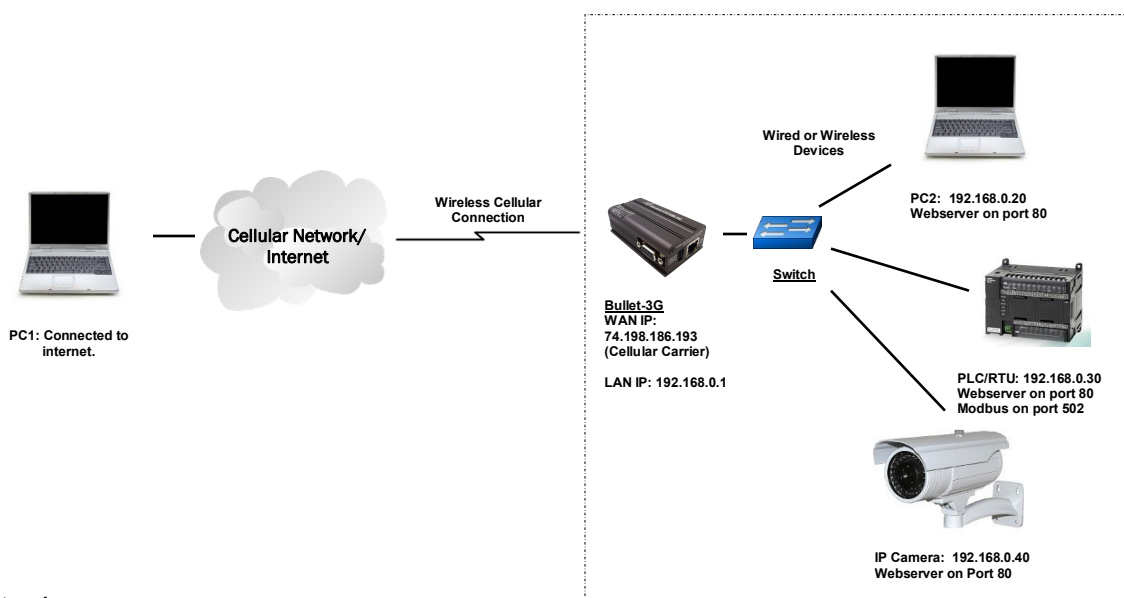 Wired or Wireless
Devices
PC2: 192.168.0.20
Webserver on port 80
Wireless Cellular
Connection
Cellular Network/
Internet
Switch
PC1: Connected to
internet.
Bullet-3G
WAN IP:
74.198.186.193
(Cellular Carrier)
LAN IP: 192.168.0.1
PLC/RTU: 192.168.0.30
Webserver on port 80
Modbus on port 502
IP Camera: 192.168.0.40
Webserver on Port 80